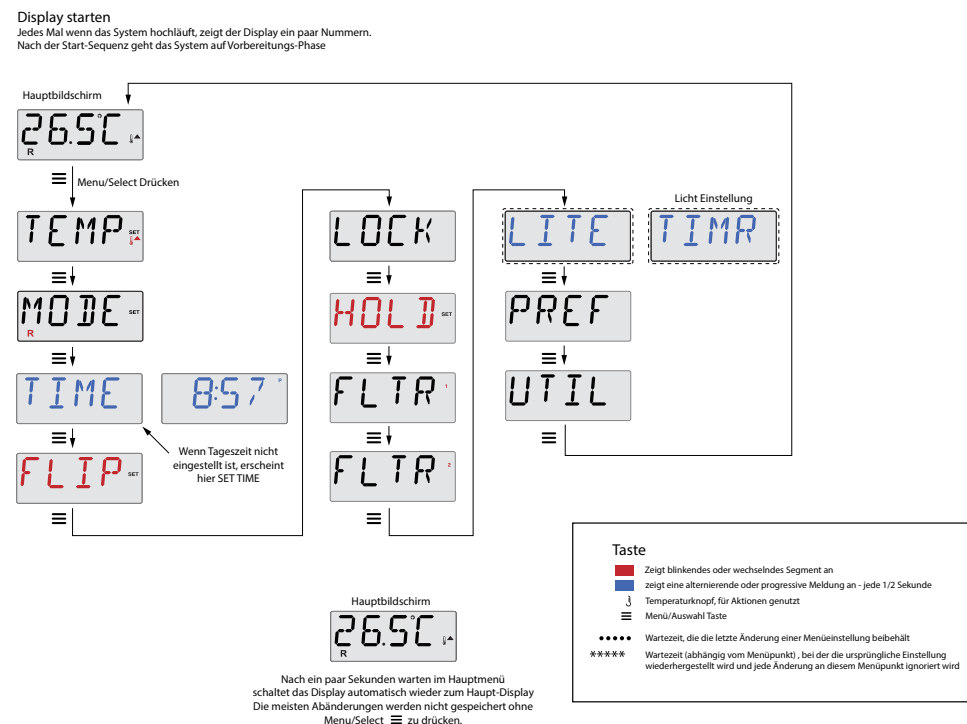 Display starten
Jedes Mal wenn das System hochläuft, zeigt der Display ein paar Nummern.
Nach der Start-Sequenz geht das System auf Vorbereitungs-Phase
Hauptbildschirm
26.5°C
R
Menu/Select Drücken
TEMP SET
MODE SET
R
TIME
8:57 P
Wenn Tageszeit nicht
eingestellt ist, erscheint
hier SET TIME
FLIP SET
LOCK
HOLD SET
FLTR 1
FLTR 2
Licht Einstellung
LITE TIMR
PREF
UTIL
Hauptbildschirm
26.5°C
R
Nach ein paar Sekunden warten im Hauptmenü
schaltet das Display automatisch wieder zum Haupt-Display
Die meisten Abänderungen werden nicht gespeichert ohne
Menu/Select ☰ zu drücken.
Taste
Zeigt blinkendes oder wechselndes Segment an
zeigt eine alternierende oder progressive Meldung an - jede 1/2 Sekunde
Temperaturknopf, für Aktionen genutzt
Menü/Auswahl Taste
••••• Wartezeit, die die letzte Änderung einer Menüeinstellung beibehält
***** Wartezeit (abhängig vom Menüpunkt) , bei der die ursprüngliche Einstellung
wiederhergestellt wird und jede Änderung an diesem Menüpunkt ignoriert wird